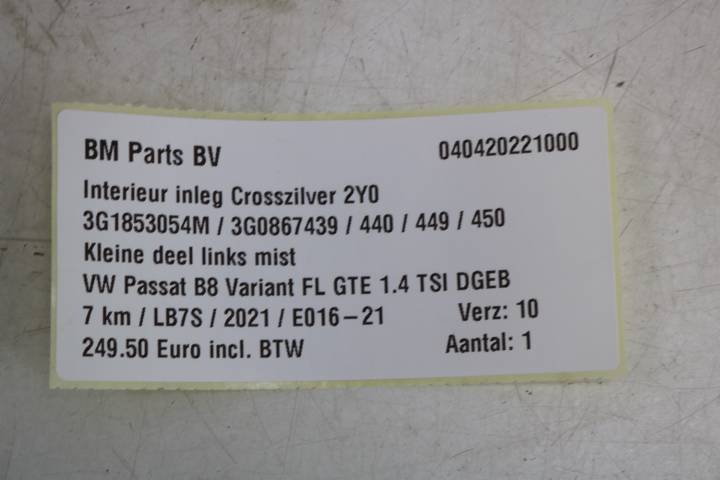 BM Parts BV 040420221000
Interieur inleg Crosszilver 2Y0
3G1853054M / 3G0867439 / 440 / 449 / 450
Kleine deel links mist
VW Passat B8 Variant FL GTE 1.4 TSI DGEB
7 km / LB7S / 2021 / E016-21 Verz: 10
249.50 Euro incl. BTW Aantal: 1